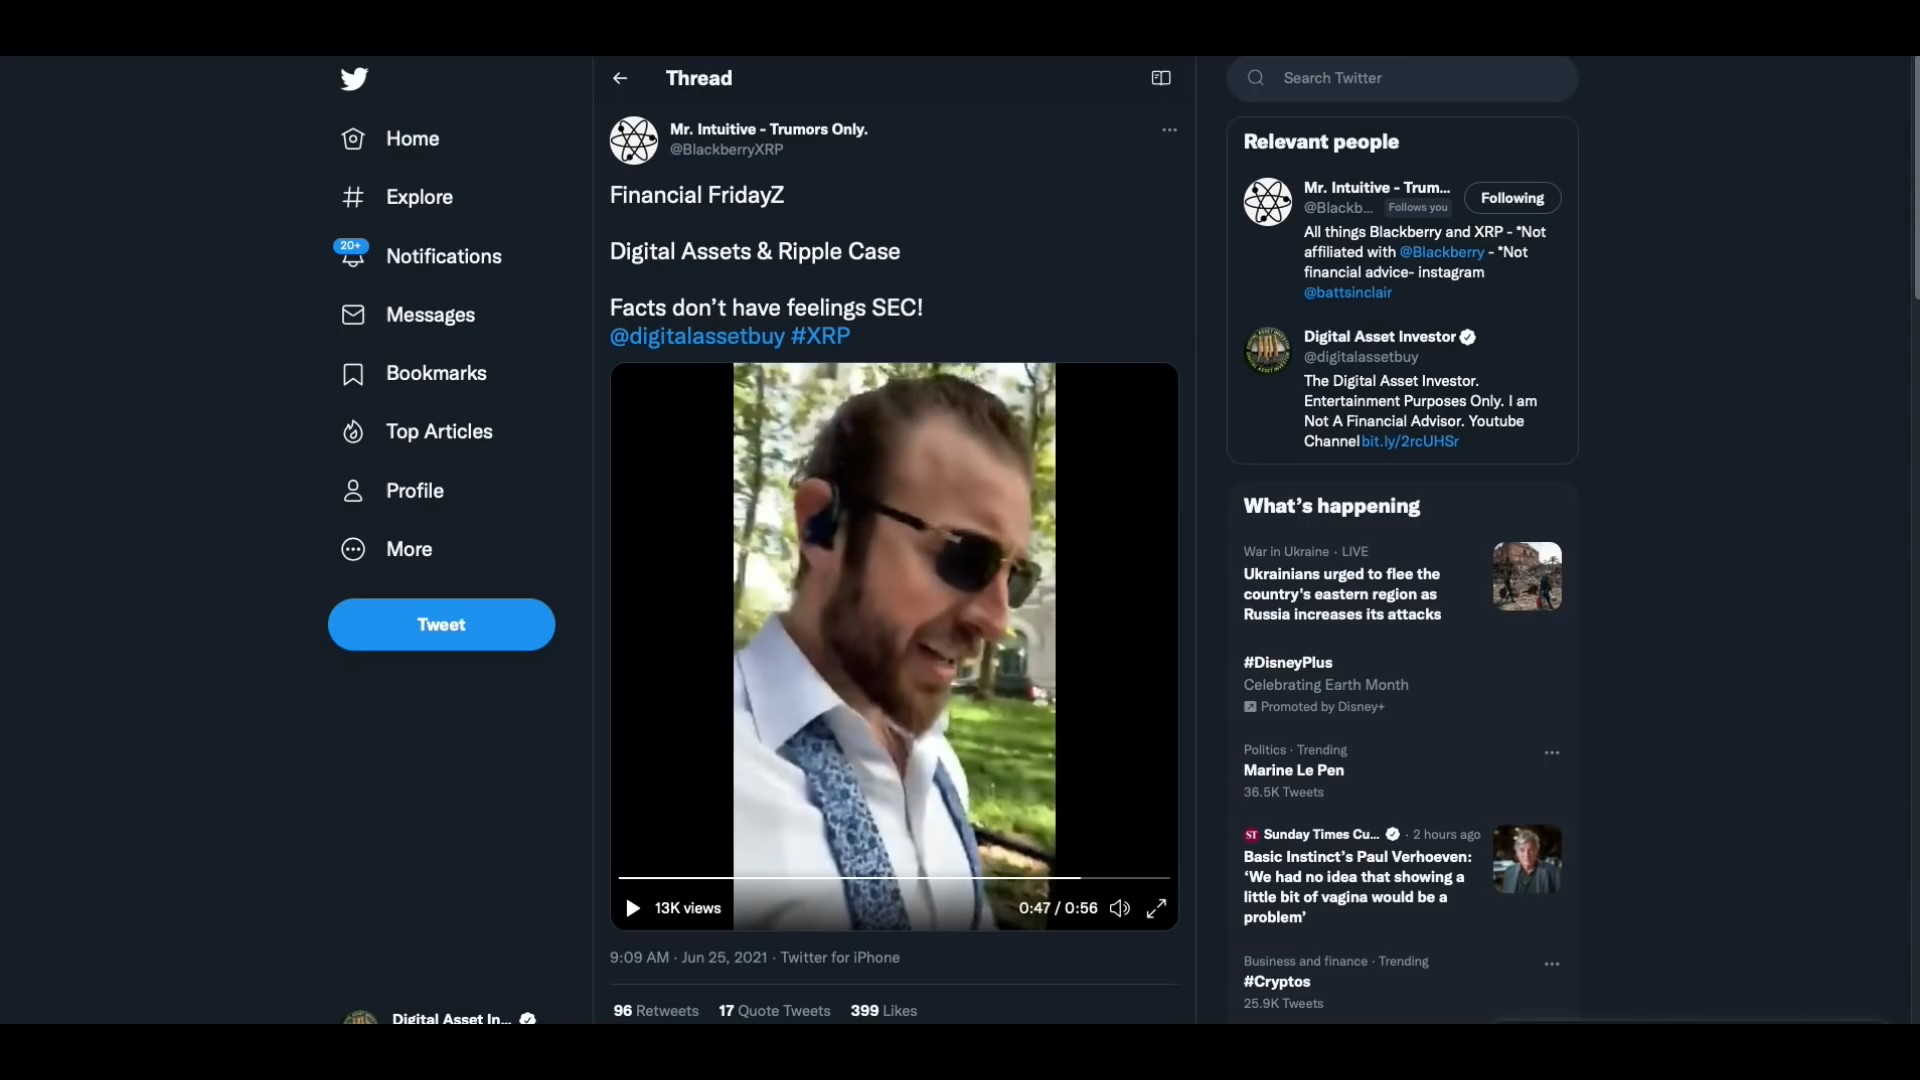 Home
Explore
20+
Notifications
Messages
Bookmarks
Top Articles
Profile
More
Tweet
Digital Asset In...
Thread
Mr. Intuitive - Trumors Only.
@BlackberryXRP
Financial FridayZ
Digital Assets & Ripple Case
Facts don’t have feelings SEC!
@digitalassetbuy #XRP
13K views
0:47 / 0:56
9:09 AM · Jun 25, 2021 · Twitter for iPhone
96 Retweets 17 Quote Tweets 399 Likes
Search Twitter
Relevant people
Mr. Intuitive - Trum...
Following
@Blackb... Follows you
All things Blackberry and XRP - *Not
affiliated with @Blackberry - *Not
financial advice- instagram
@battsinclair
Digital Asset Investor
@digitalassetbuy
The Digital Asset Investor.
Entertainment Purposes Only. I am
Not A Financial Advisor. Youtube
Channel bit.ly/2rcUHSr
What’s happening
War in Ukraine · LIVE
Ukrainians urged to flee the
country's eastern region as
Russia increases its attacks
#DisneyPlus
Celebrating Earth Month
Promoted by Disney+
Politics · Trending
Marine Le Pen
36.5K Tweets
ST Sunday Times Cu... · 2 hours ago
Basic Instinct’s Paul Verhoeven:
‘We had no idea that showing a
little bit of vagina would be a
problem’
Business and finance · Trending
#Cryptos
25.9K Tweets